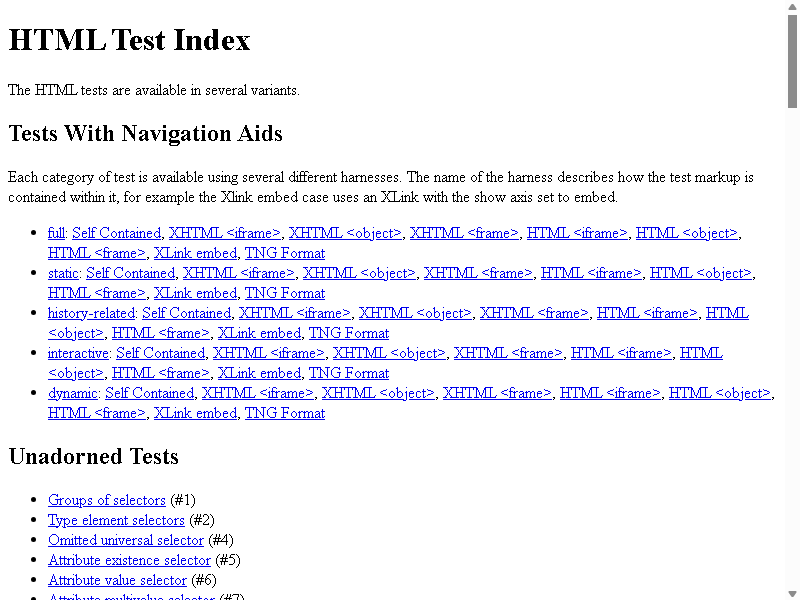 HTML Test Index
The HTML tests are available in several variants.
Tests With Navigation Aids
Each category of test is available using several different harnesses. The name of the harness describes how the test markup is
contained within it, for example the Xlink embed case uses an XLink with the show axis set to embed.
• full: Self Contained, XHTML <iframe>, XHTML <object>, XHTML <frame>, HTML <iframe>, HTML <object>,
HTML <frame>, XLink embed, TNG Format
• static: Self Contained, XHTML <iframe>, XHTML <object>, XHTML <frame>, HTML <iframe>, HTML <object>,
HTML <frame>, XLink embed, TNG Format
• history-related: Self Contained, XHTML <iframe>, XHTML <object>, XHTML <frame>, HTML <iframe>, HTML
<object>, HTML <frame>, XLink embed, TNG Format
• interactive: Self Contained, XHTML <iframe>, XHTML <object>, XHTML <frame>, HTML <iframe>, HTML
<object>, HTML <frame>, XLink embed, TNG Format
• dynamic: Self Contained, XHTML <iframe>, XHTML <object>, XHTML <frame>, HTML <iframe>, HTML <object>,
HTML <frame>, XLink embed, TNG Format
Unadorned Tests
• Groups of selectors (#1)
• Type element selectors (#2)
• Omitted universal selector (#4)
• Attribute existence selector (#5)
• Attribute value selector (#6)
• Attribute multivalue selector (#7)